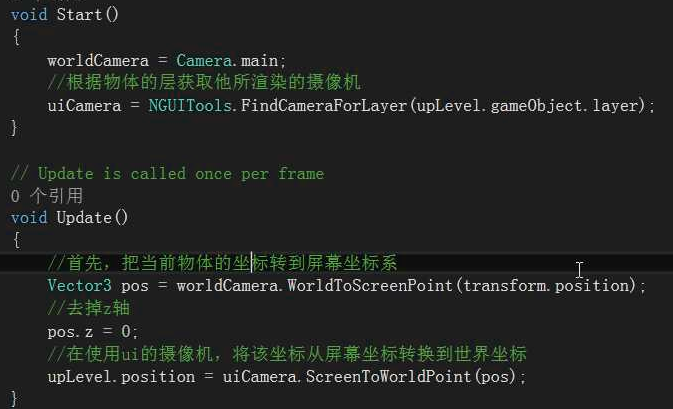 void Start()
{
worldCamera = Camera.main;
//根据物体的层获取他所渲染的摄像机
uiCamera = NGUITools.FindCameraForLayer(upLevel.gameObject.layer);
}
// Update is called once per frame
0 个引用
void Update()
{
//首先，把当前物体的坐标转到屏幕坐标系
Vector3 pos = worldCamera.WorldToScreenPoint(transform.position);
//去掉z轴
pos.z = 0;
//在使用ui的摄像机，将该坐标从屏幕坐标转换到世界坐标
upLevel.position = uiCamera.ScreenToWorldPoint(pos);
}